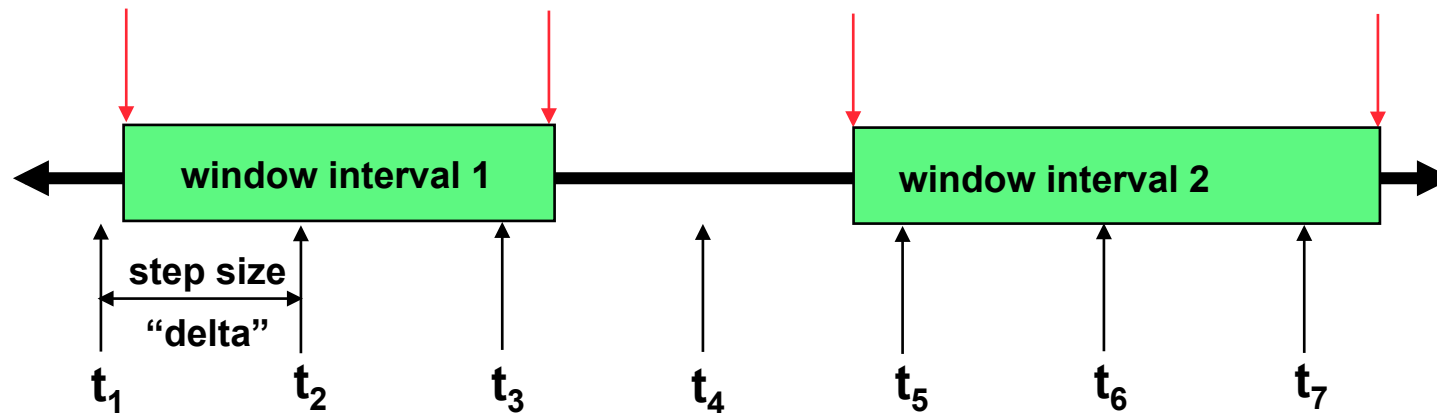 window interval 1
window interval 2
step size
“delta”
t₁ t₂ t₃ t₄ t₅ t₆ t₇